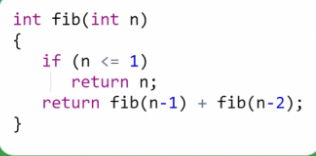 int fib(int n)
{
    if (n <= 1)
        return n;
    return fib(n-1) + fib(n-2);
}